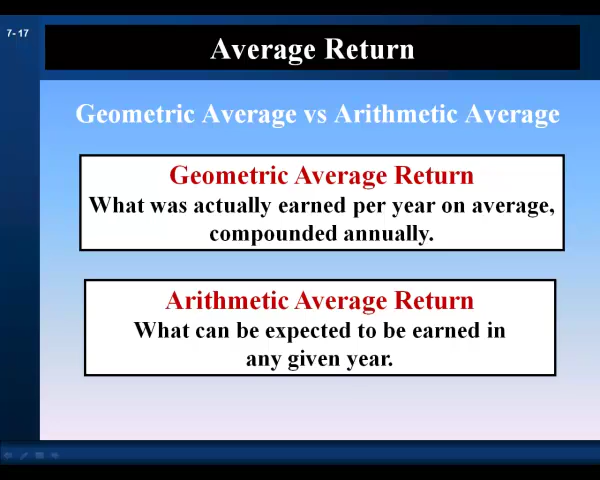 7- 17
Average Return
Geometric Average vs Arithmetic Average
Geometric Average Return
What was actually earned per year on average,
compounded annually.
Arithmetic Average Return
What can be expected to be earned in
any given year.